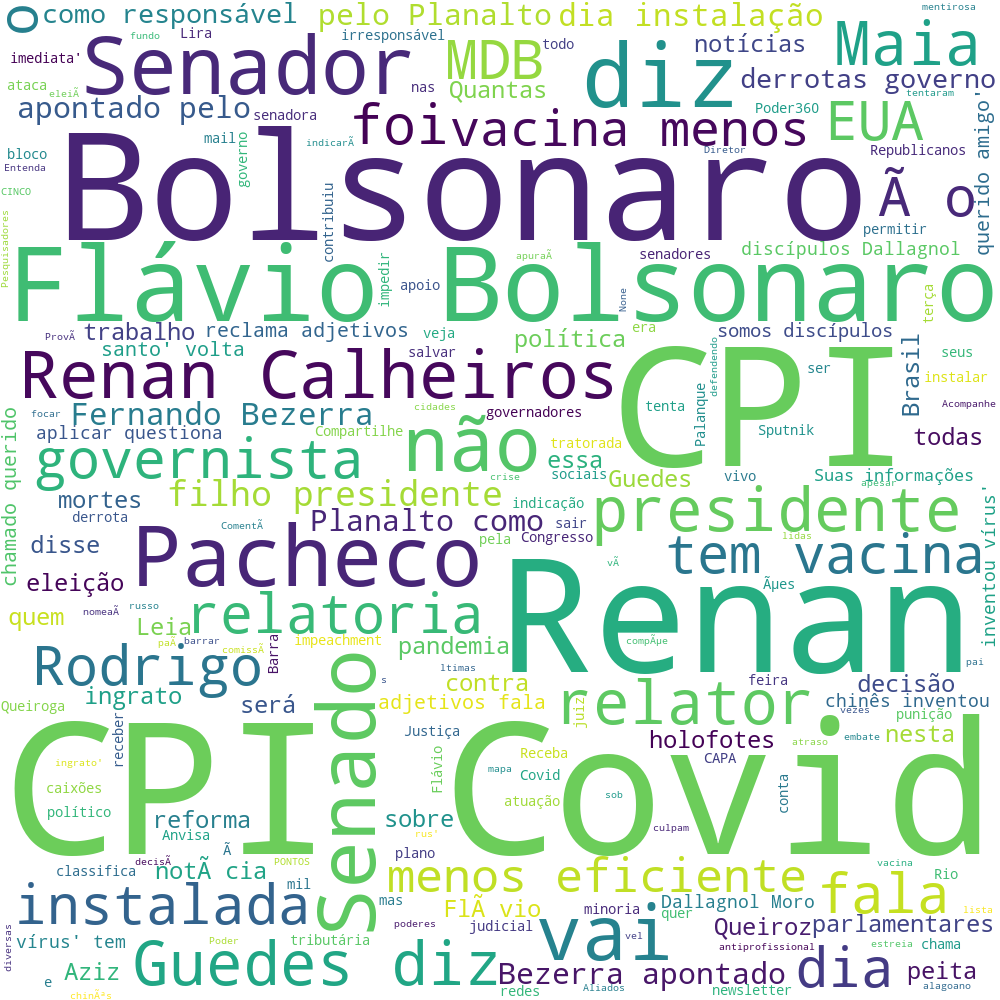 o
como responsável
pelo Planalto
dia instalação
mentirosa
fundo
Lira
irresponsável
imediata'
Senador
MDB
todo
diz
notícias
Maia
ataca
eleiÃ
nas
Quantas
derrotas governo
tentaram
apontado pelo
senadora
foi
vacina menos
Poder360
EUA
querido amigo'
bloco
mail
governo
indicarÃ
Diretor
Republicanos
Entenda
CINCO
Bolsonaro
Ã o
contribuiu
permitir
Pesquisadores
Flávio Bolsonaro
discípulos Dallagnol
impedir
apoio
apuraÃ
senadores
None
terça
ProvÃ
trabalho
reclama adjetivos
veja
política
era
somos discípulos
santo' volta
salvar
Brasil
seus
Renan Calheiros
CPI
defendendo
ser
instalar
chamado querido
focar
Fernando Bezerra
cidades
governadores
tenta
Palanque
Acompanhe
aplicar questiona
Compartilhe
não
tratorada
Sputnik
todas
governista
essa
mortes
filho presidente
sociais
crise
Guedes
vivo
Suas informações
apesar
derrota
indicação
presidente
inventou vírus'
disse
ComentÃ
Planalto como
pela
sair
Congresso
lidas
Pacheco
tem vacina
eleição
vÃ
Renan
Ãµes
quem
nomeaÃ
russo
relatoria
compÃµe
Leia
barrar
comissÃ
Barra
impeachment
pandemia
Rodrigo
paÃ
ltimas
pai
Senado
s
contra
relator
feira
decisão
Queiroga
ingrato
será
adjetivos fala
juiz
chinês inventou
vezes
punição
receber
CPI Covid
Justiça
holofotes
embate
nesta
ingrato'
Flávio
Receba
CAPA
atraso
caixões
mapa
Covid
conta
político
atuação
sob
reforma
sobre
Anvisa
rus'
culpam
Ã
plano
decisÃ
PONTOS
notÃ cia
menos eficiente
vacina
classifica
mil
Rio
instalada
mas
FlÃ vio
minoria
quer
fala
lista
vai
Dallagnol Moro
Queiroz
parlamentares
vírus' tem
Poder
tributária
poderes
judicial
vel
antiprofissional
chama
estreia
diversas
e
Aziz
Guedes diz
Bezerra apontado
dia
peita
chinÃªs
redes
Aliados
newsletter
alagoano